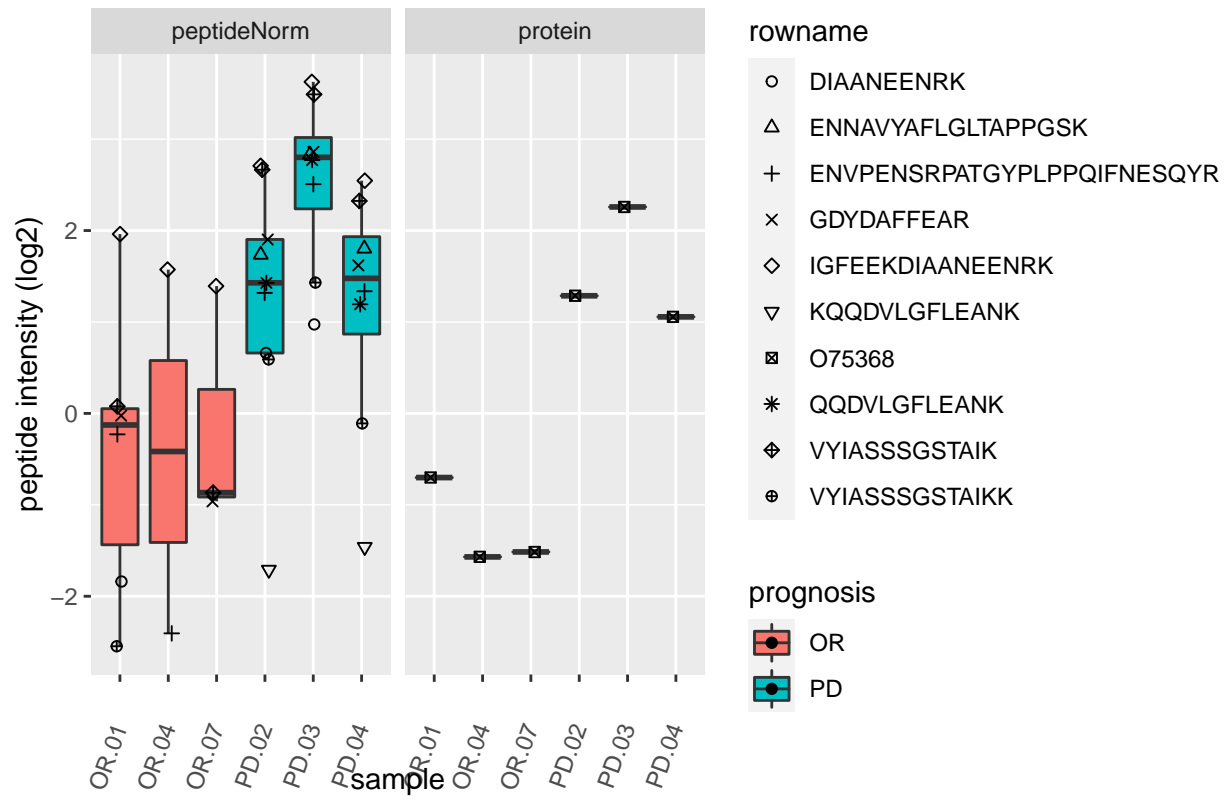 peptideNorm
protein
peptide intensity (log2)
2
0
−2
OR.01
OR.04
OR.07
PD.02
PD.03
PD.04
OR.01
OR.04
OR.07
PD.02
PD.03
PD.04
sample
rowname
DIAANEENRK
ENNAVYAFLGLTAPPGSK
ENVPENSRPATGYPLPPQIFNESQYR
GDYDAFFEAR
IGFEEKDIAANEENRK
KQQDVLGFLEANK
O75368
QQDVLGFLEANK
VYIASSSGSTAIK
VYIASSSGSTAIKK
prognosis
OR
PD